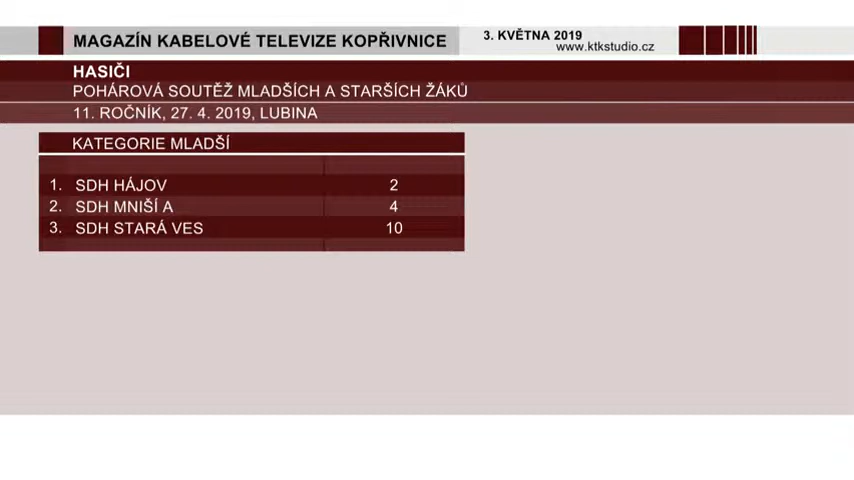 MAGAZÍN KABELOVÉ TELEVIZE KOPŘIVNICE
3. KVĚTNA 2019
www.ktkstudio.cz
HASIČI
POHÁROVÁ SOUTĚŽ MLADŠÍCH A STARŠÍCH ŽÁKŮ
11. ROČNÍK, 27. 4. 2019, LUBINA
KATEGORIE MLADŠÍ
1. SDH HÁJOV 2
2. SDH MNIŠÍ A 4
3. SDH STARÁ VES 10